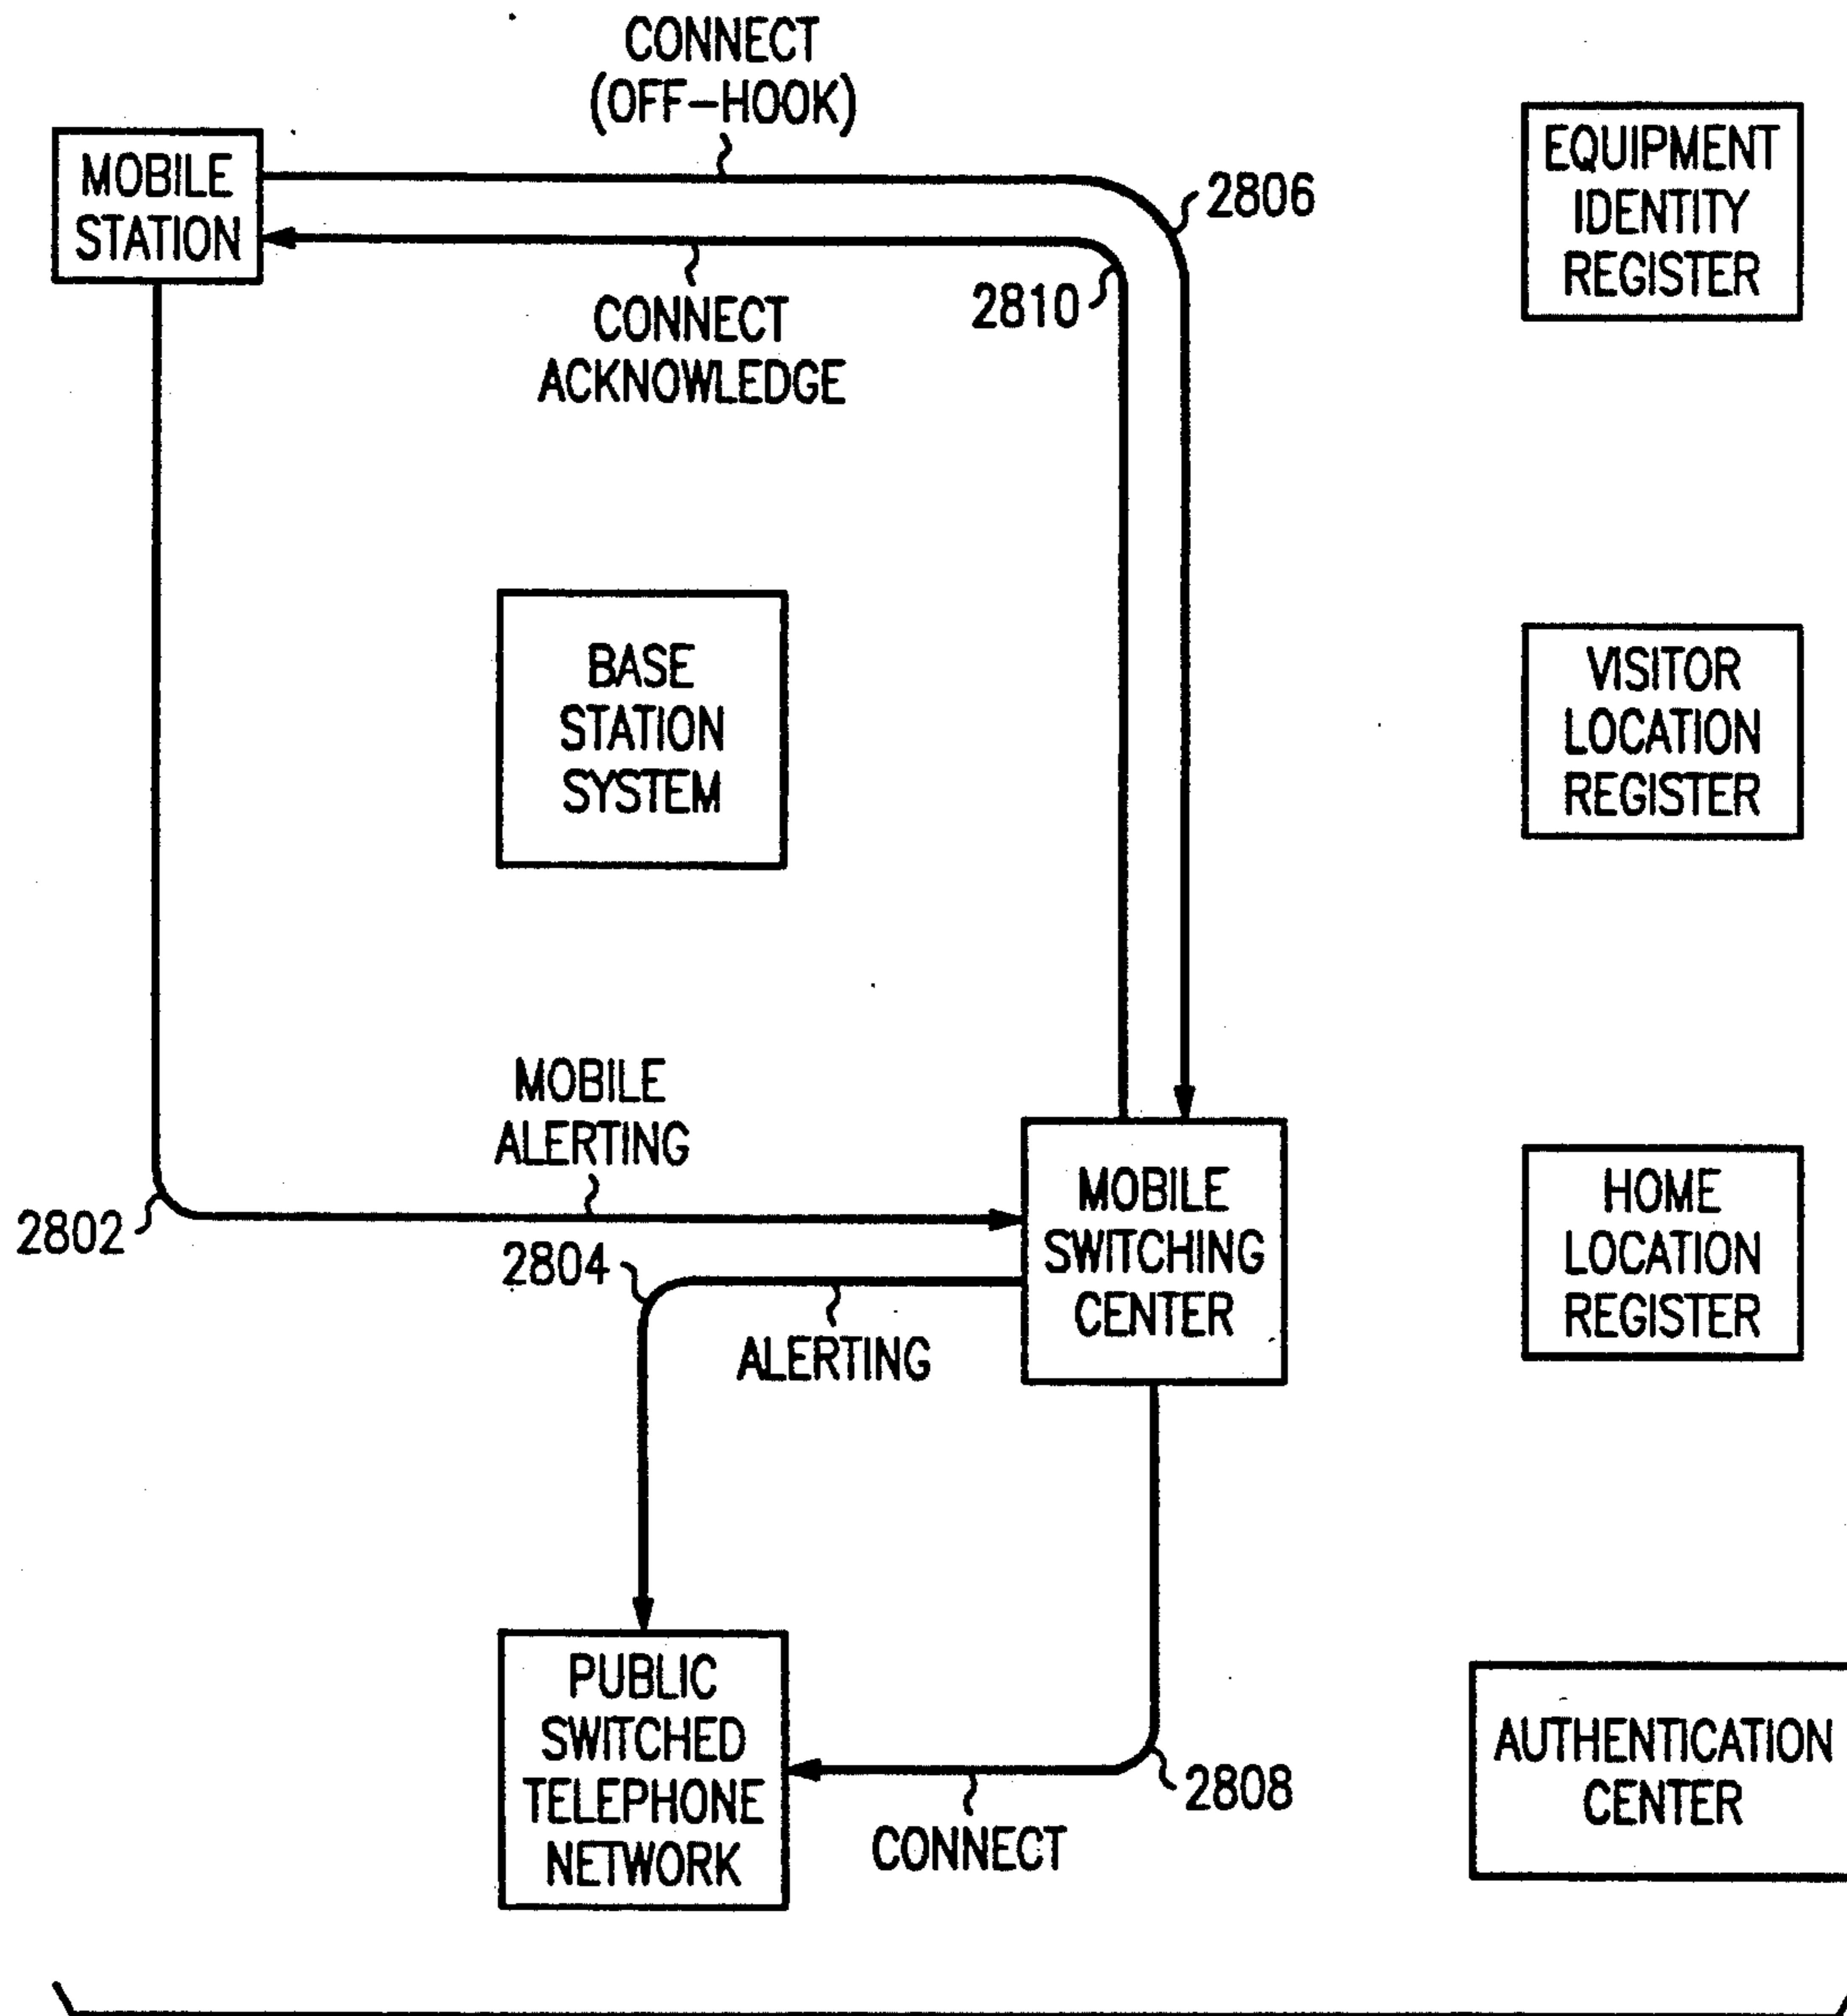 CONNECT
(OFF-HOOK)
MOBILE
STATION
2806
EQUIPMENT
IDENTITY
REGISTER
2810
CONNECT
ACKNOWLEDGE
BASE
STATION
SYSTEM
VISITOR
LOCATION
REGISTER
MOBILE
ALERTING
2802
2804
MOBILE
SWITCHING
CENTER
HOME
LOCATION
REGISTER
ALERTING
PUBLIC
SWITCHED
TELEPHONE
NETWORK
2808
CONNECT
AUTHENTICATION
CENTER